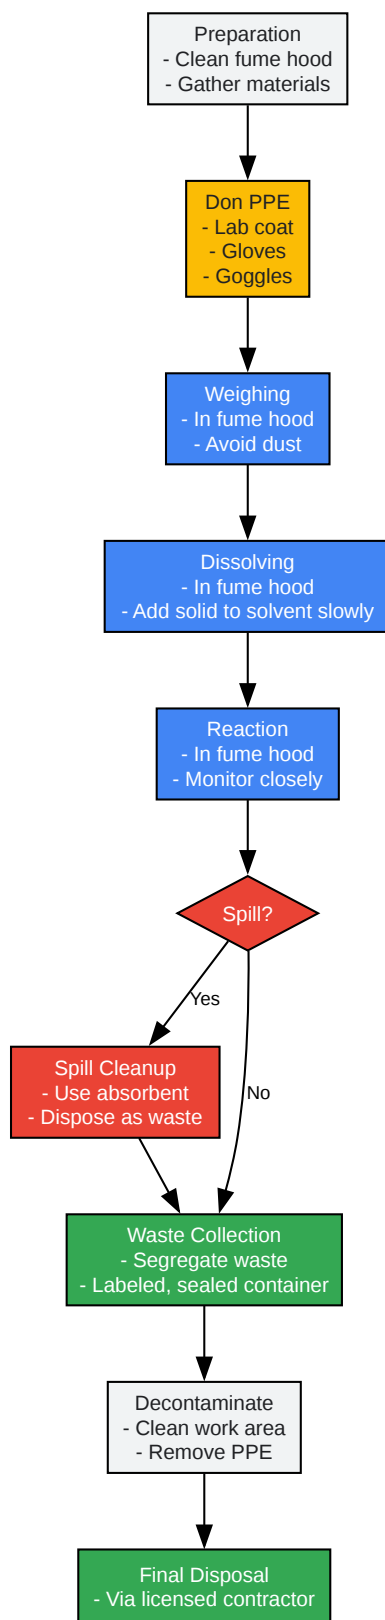 Preparation
- Clean fume hood
- Gather materials
Don PPE
- Lab coat
- Gloves
- Goggles
Weighing
- In fume hood
- Avoid dust
Dissolving
- In fume hood
- Add solid to solvent slowly
Reaction
- In fume hood
- Monitor closely
Spill?
Yes
Spill Cleanup
- Use absorbent
- Dispose as waste
No
Waste Collection
- Segregate waste
- Labeled, sealed container
Decontaminate
- Clean work area
- Remove PPE
Final Disposal
- Via licensed contractor